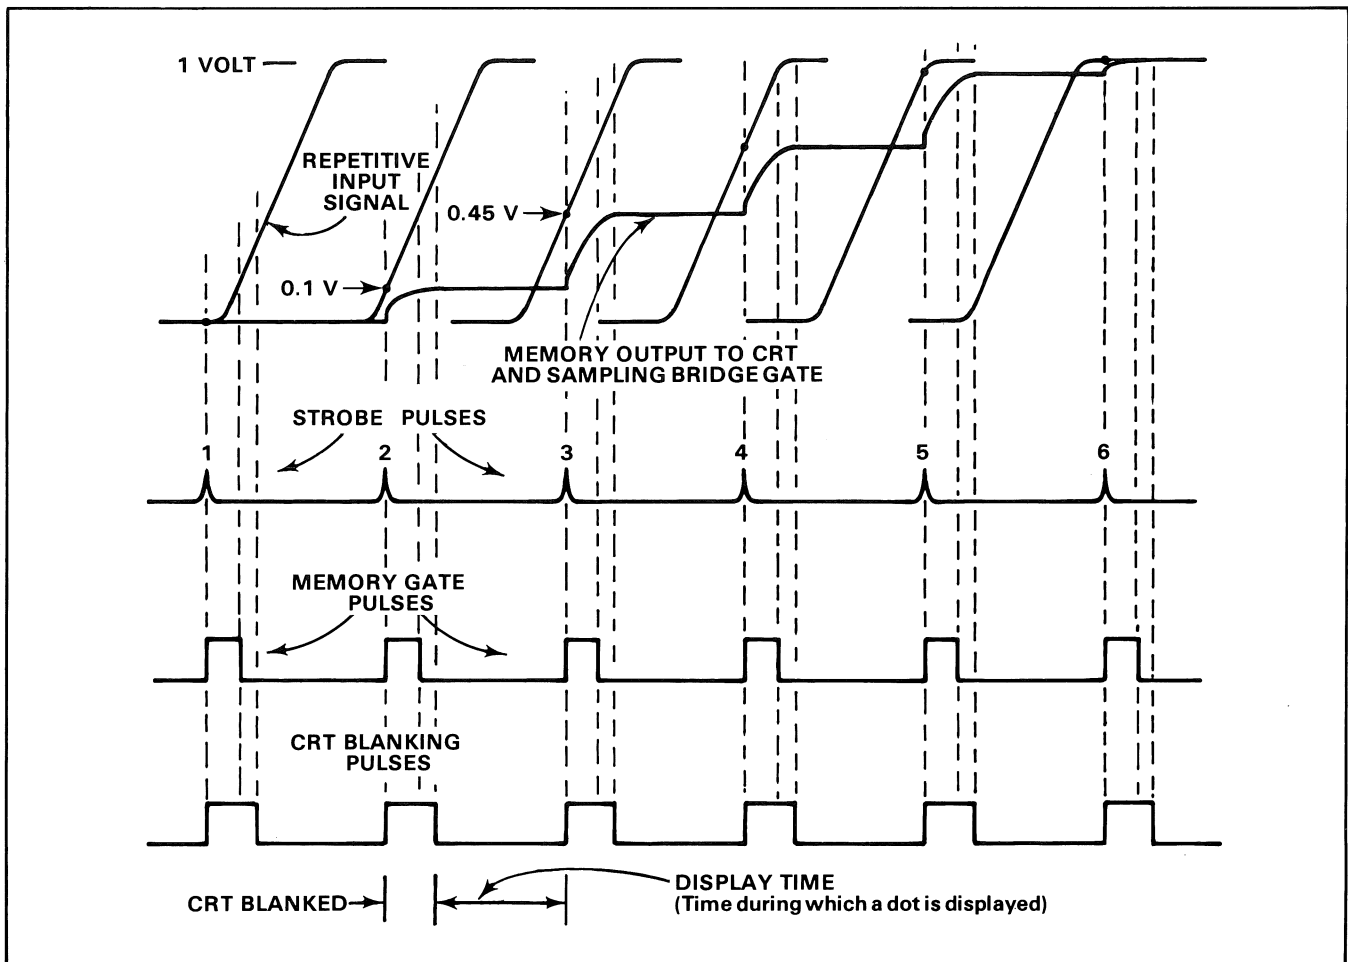 1 VOLT
REPETITIVE
INPUT
SIGNAL
0.45 V
0.1 V
MEMORY OUTPUT TO CRT
AND SAMPLING BRIDGE GATE
STROBE PULSES
1 2 3 4 5 6
MEMORY GATE
PULSES
CRT BLANKING
PULSES
CRT BLANKED
DISPLAY TIME
(Time during which a dot is displayed)